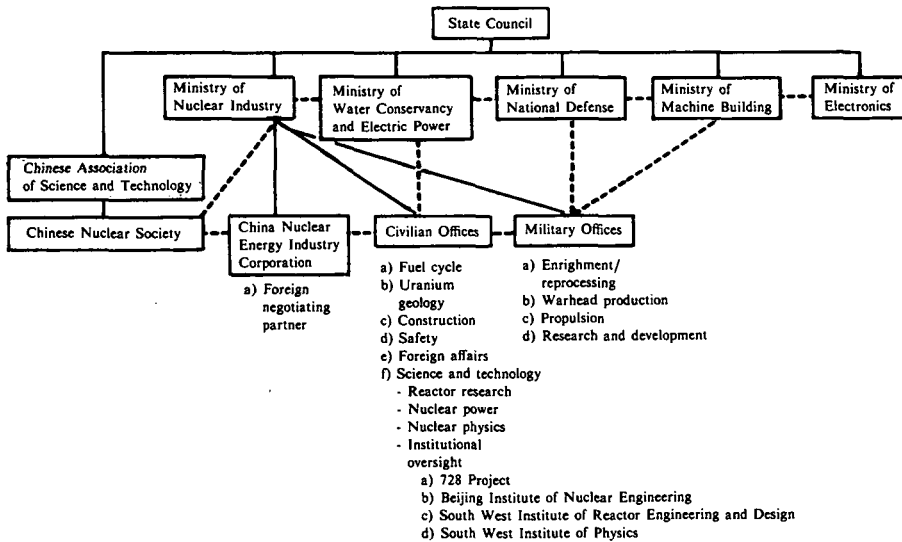 State Council
Ministry of
Nuclear Industry
Ministry of
Water Conservancy
and Electric Power
Ministry of
National Defense
Ministry of
Machine Building
Ministry of
Electronics
Chinese Association
of Science and Technology
Chinese Nuclear Society
China Nuclear
Energy Industry
Corporation
a) Foreign
negotiating
partner
Civilian Offices
a) Fuel cycle
b) Uranium
geology
c) Construction
d) Safety
e) Foreign affairs
f) Science and technology
- Reactor research
- Nuclear power
- Nuclear physics
- Institutional
oversight
a) 728 Project
b) Beijing Institute of Nuclear Engineering
c) South West Institute of Reactor Engineering and Design
d) South West Institute of Physics
Military Offices
a) Enrighment/
reprocessing
b) Warhead production
c) Propulsion
d) Research and development